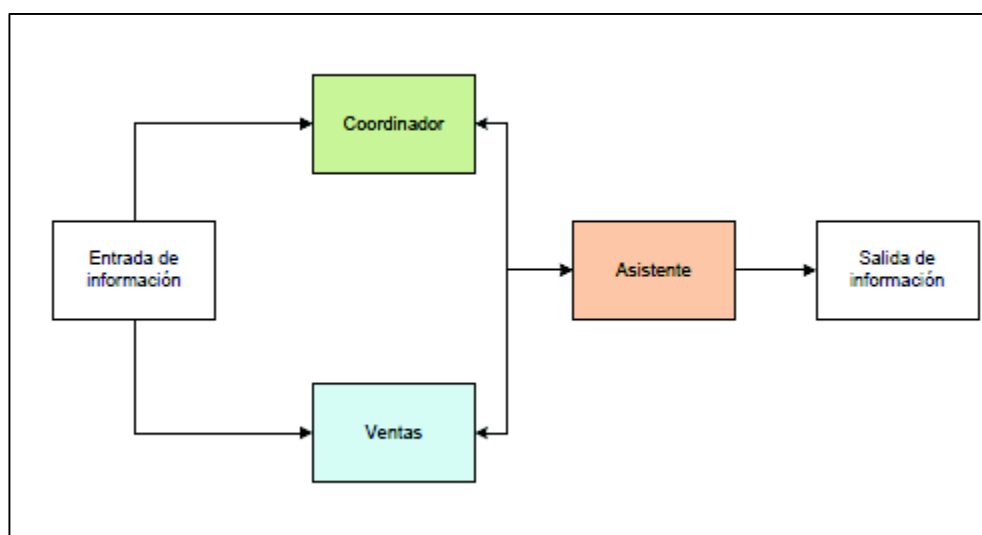 Coordinador
Entrada de
información
Asistente
Salida de
información
Ventas